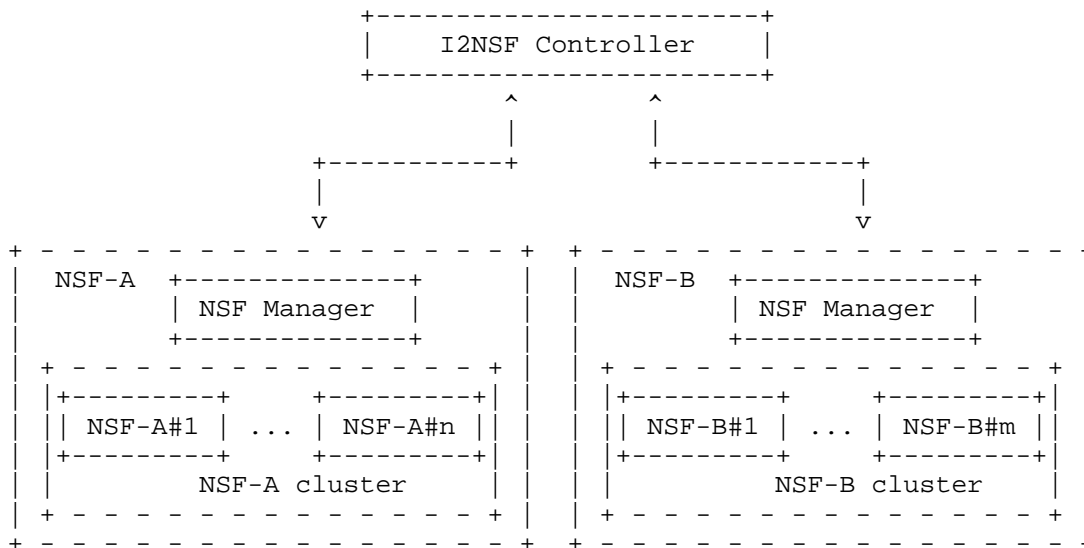 I2NSF Controller
NSF-A NSF-B
NSF Manager NSF Manager
NSF-A#1 ... NSF-A#n NSF-B#1 ... NSF-B#m
NSF-A cluster NSF-B cluster